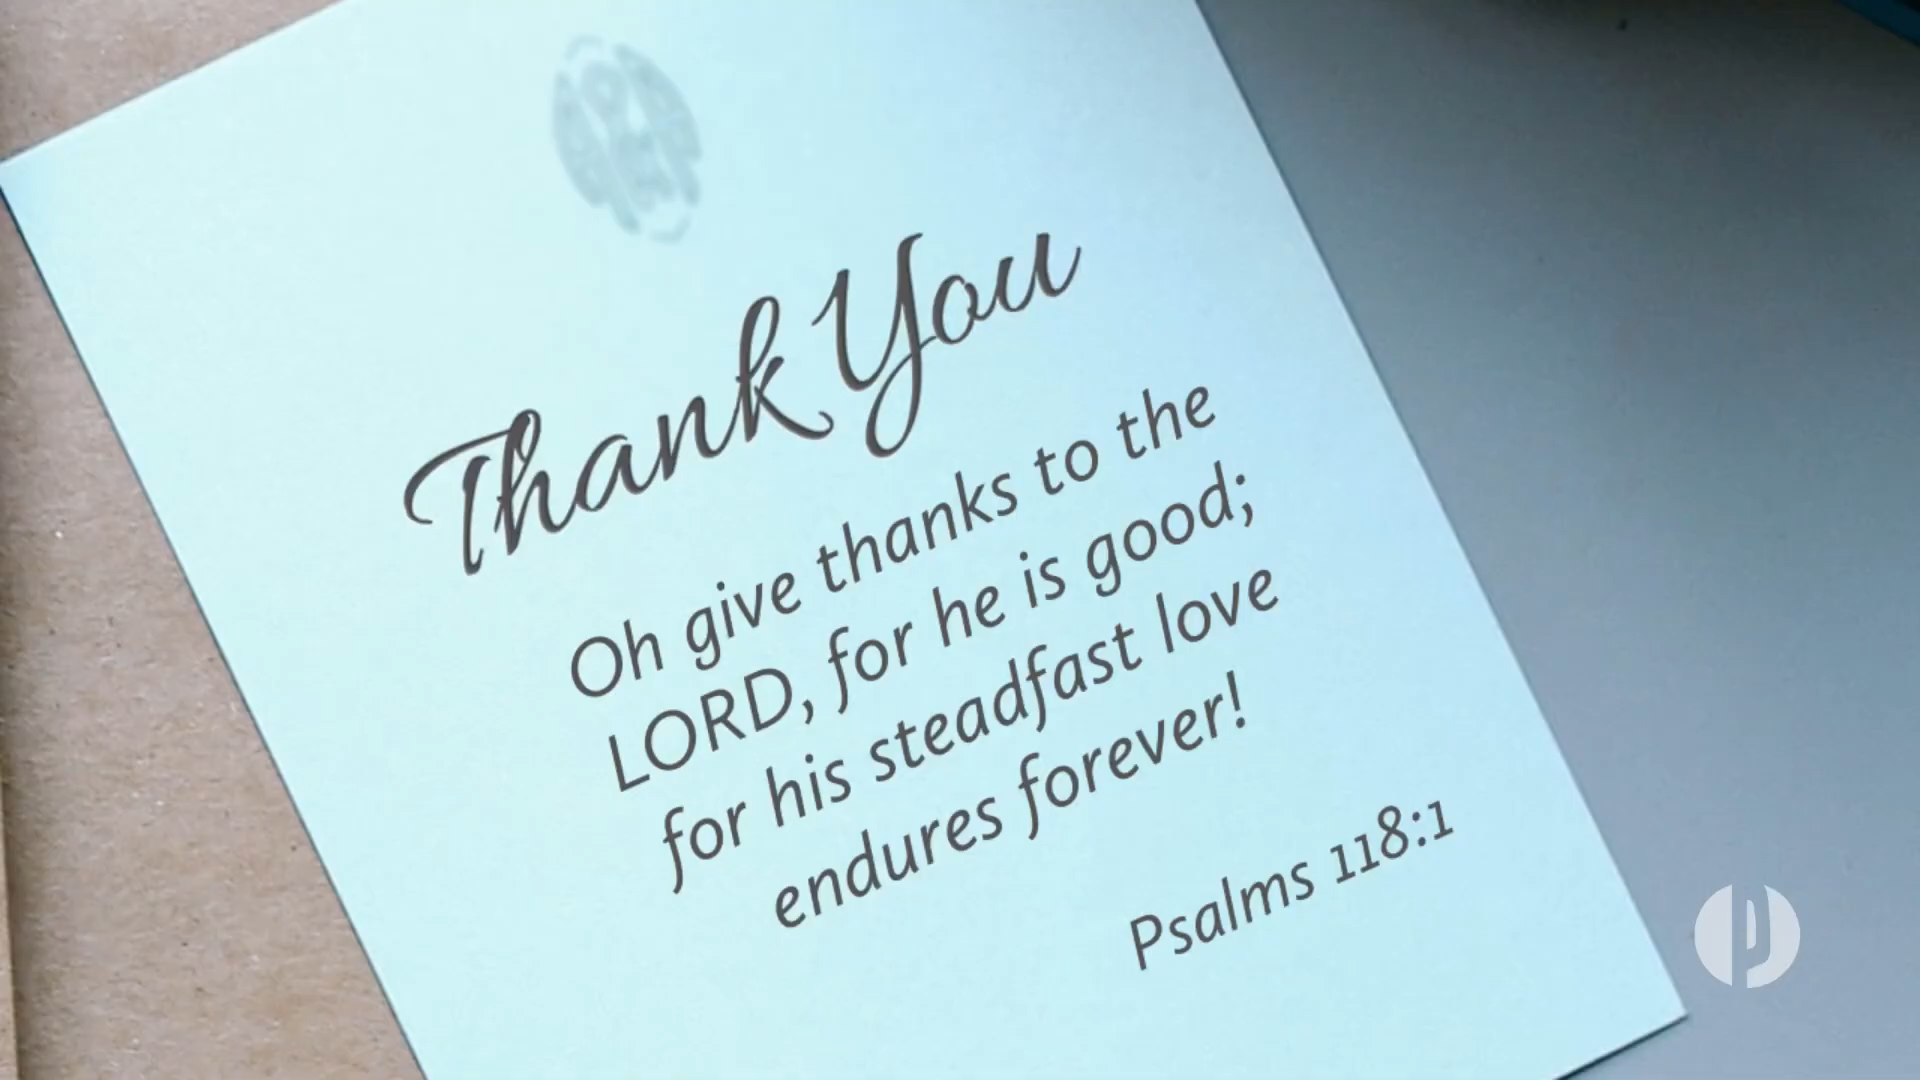 Thank You
Oh give thanks to the
LORD, for he is good;
for his steadfast love
endures forever!
Psalms 118:1